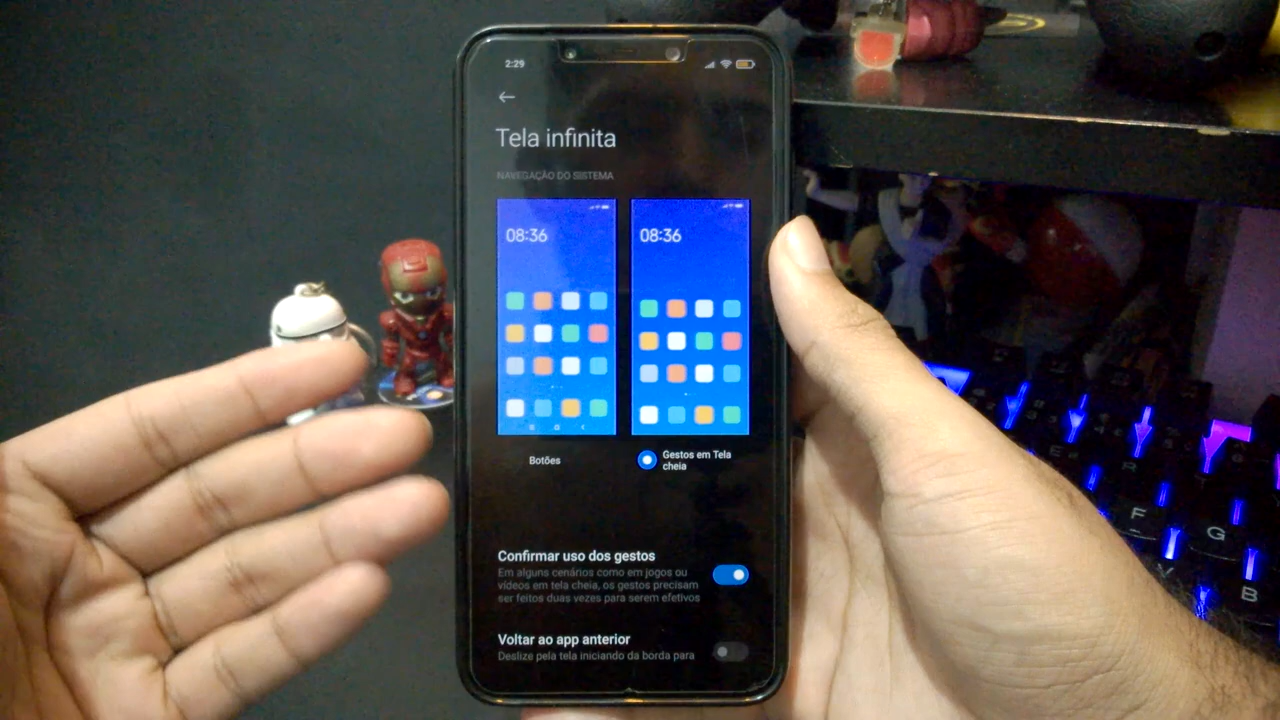 2:29
Tela infinita
NAVEGAÇÃO DO SISTEMA
08:36
08:36
Botões
Gestos em Tela
cheia
Confirmar uso dos gestos
Em alguns cenários como em jogos ou
vídeos em tela cheia, os gestos precisam
ser feitos duas vezes para serem efetivos
Voltar ao app anterior
Deslize pela tela iniciando da borda para
E
R
F
G
V
B